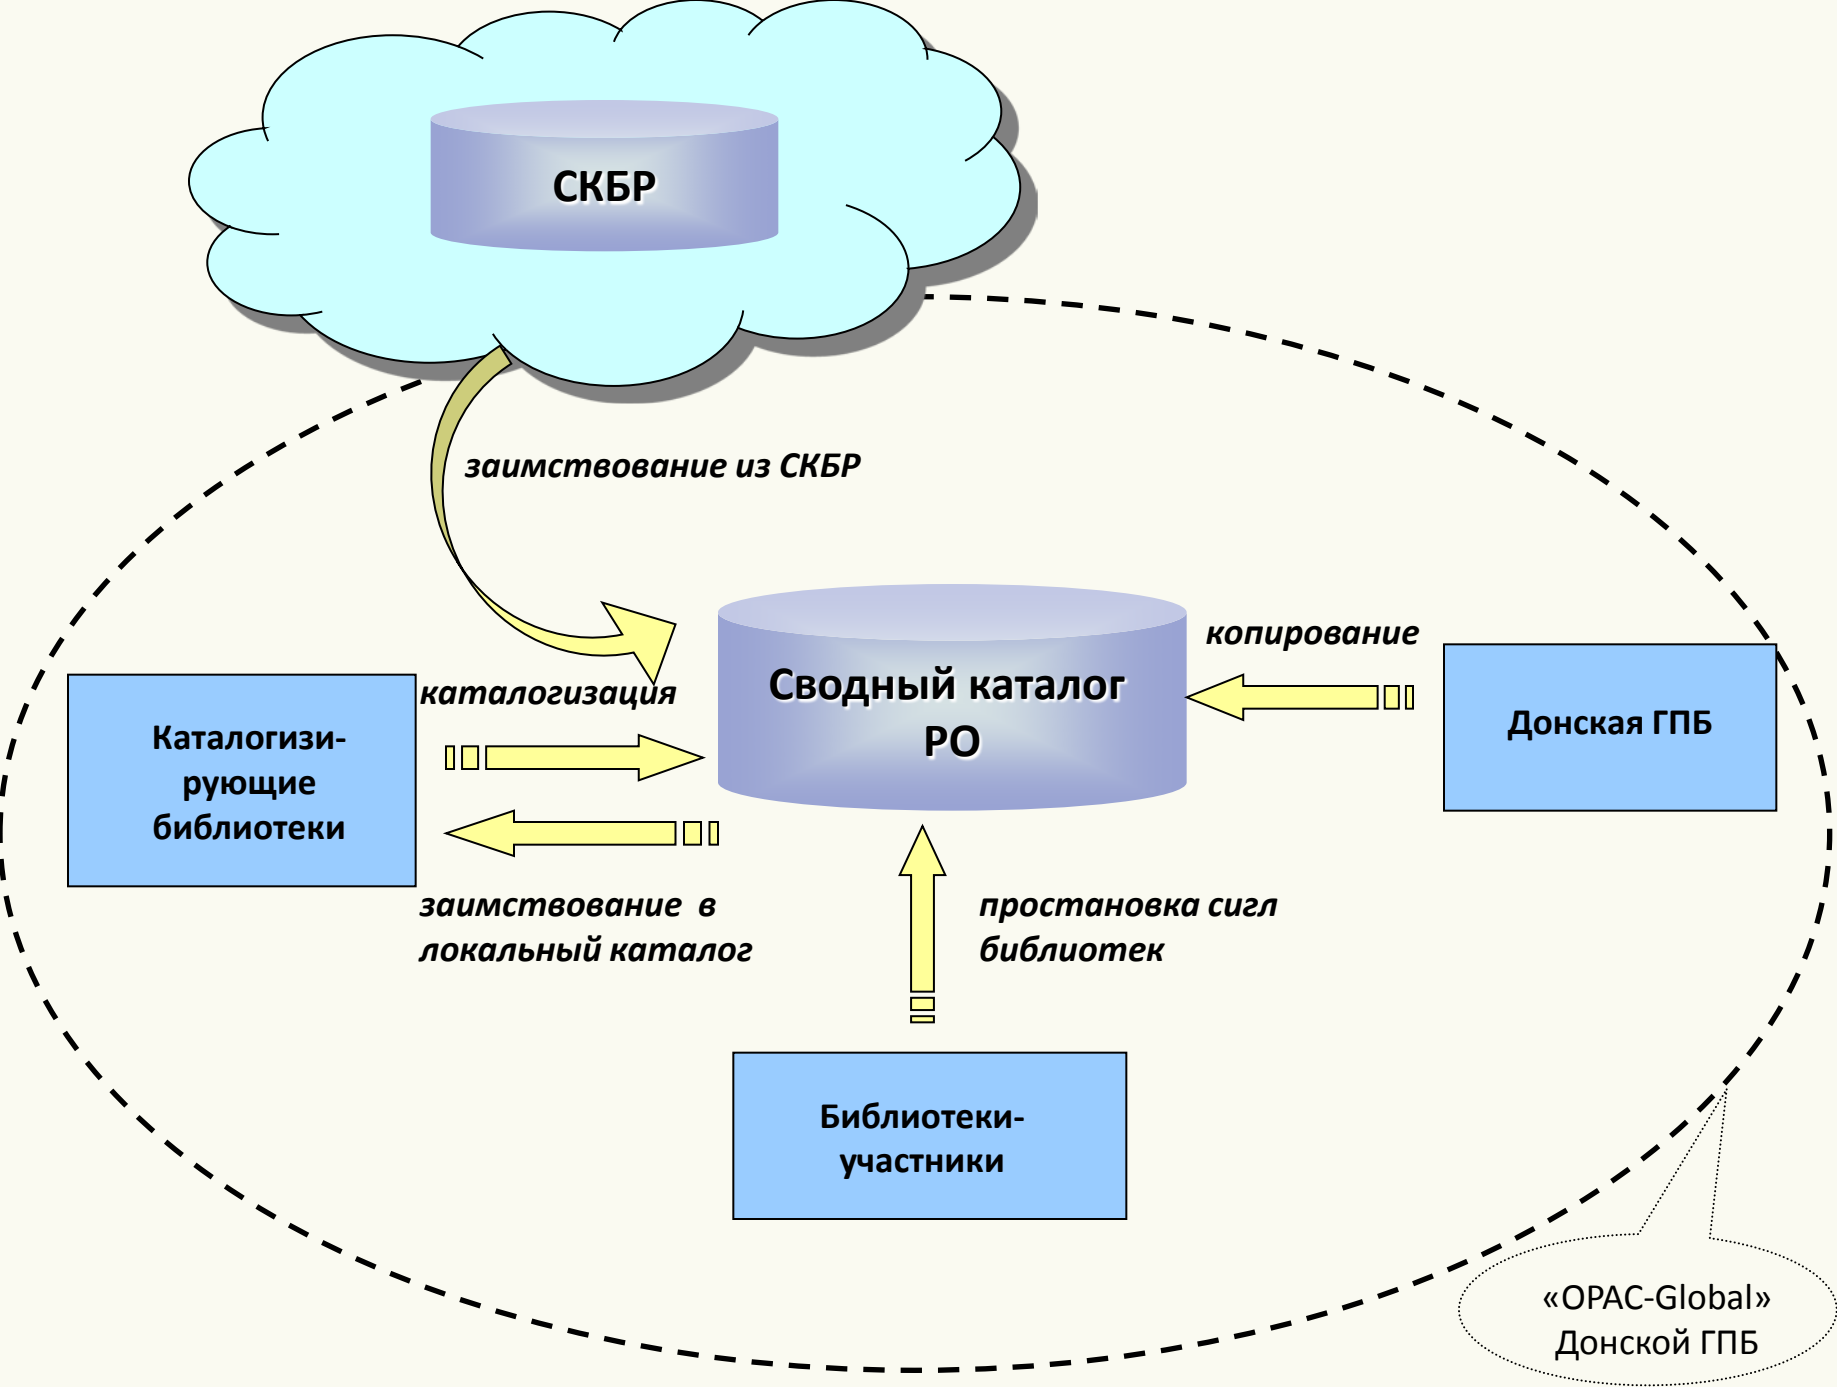 СКБР
заимствование из СКБР
копирование
каталогизация
Сводный каталог
РО
Донская ГПБ
Каталогизи-
рующие
библиотеки
заимствование в
локальный каталог
простановка сигл
библиотек
Библиотеки-
участники
«OPAC-Global»
Донской ГПБ